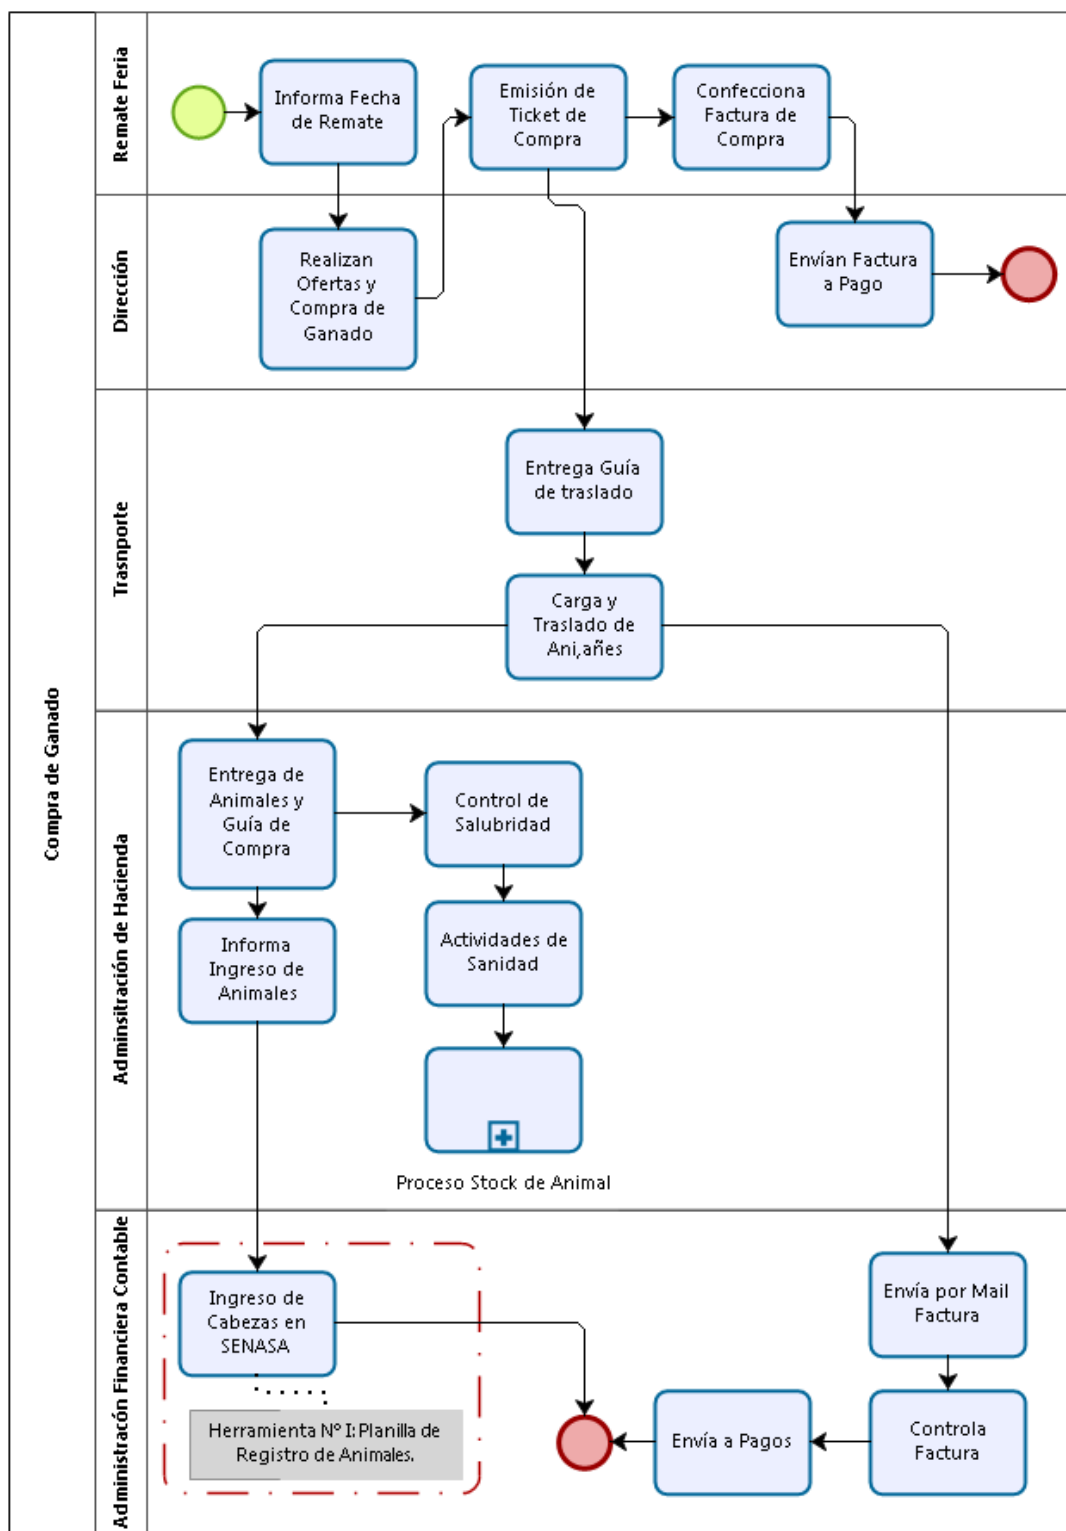 Compra de Ganado
Remate Feria
Informa Fecha
de Remate
Emisión de
Ticket de
Compra
Confecciona
Factura de
Compra
Dirección
Realizan
Ofertas y
Compra de
Ganado
Envían Factura
a Pago
Trasnporte
Entrega Guía
de traslado
Carga y
Traslado de
Ani,añes
Adminsitración de Hacienda
Entrega de
Animales y
Guía de
Compra
Control de
Salubridad
Informa
Ingreso de
Animales
Actividades de
Sanidad
Proceso Stock de Animal
Administracón Financiera Contable
Ingreso de
Cabezas en
SENASA
Herramienta N° I: Planilla de
Registro de Animales.
Envía por Mail
Factura
Controla
Factura
Envía a Pagos